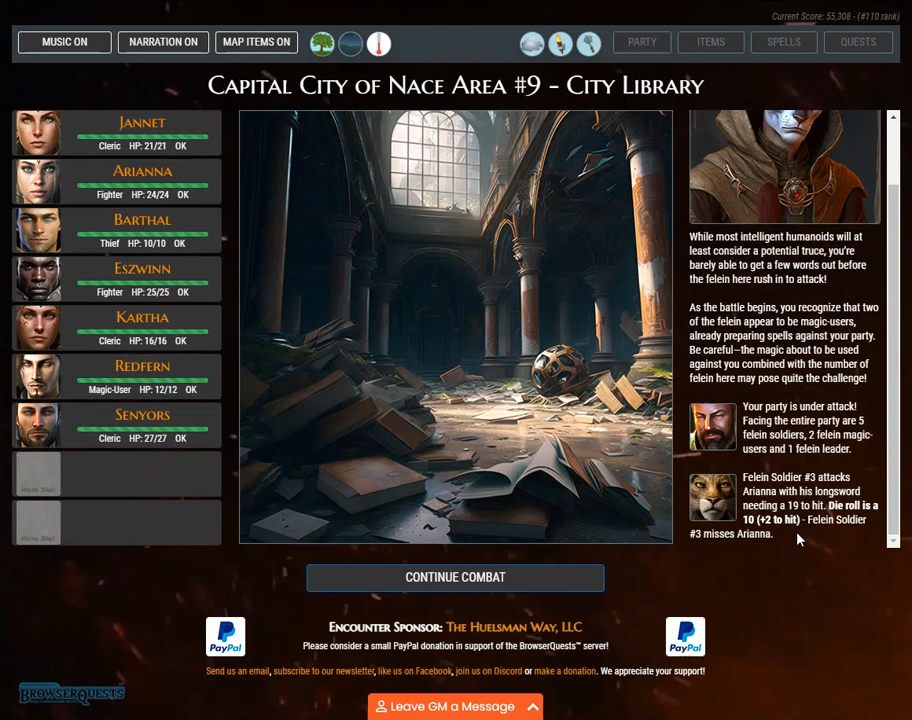 Current Score: 55,308 - (#110 rank)
MUSIC ON
NARRATION ON
MAP ITEMS ON
PARTY
ITEMS
SPELLS
QUESTS
Capital City of Nace Area #9 - City Library
Jannet
Cleric HP: 21/21 OK
Arianna
Fighter HP: 24/24 OK
Barthal
Thief HP: 10/10 OK
Eszwinn
Fighter HP: 25/25 OK
Kartha
Cleric HP: 16/16 OK
Redfern
Magic-User HP: 12/12 OK
Senyors
Cleric HP: 27/27 OK
Hero Slot
Hero Slot
While most intelligent humanoids will at
least consider a potential truce, you're
barely able to get a few words out before
the felein here rush in to attack!
As the battle begins, you recognize that two
of the felein appear to be magic-users,
already preparing spells against your party.
Be careful—the magic about to be used
against you combined with the number of
felein here may pose quite the challenge!
Your party is under attack!
Facing the entire party are 5
felein soldiers, 2 felein magic-
users and 1 felein leader.
Felein Soldier #3 attacks
Arianna with his longsword
needing a 19 to hit. Die roll is a
10 (+2 to hit) - Felein Soldier
#3 misses Arianna.
CONTINUE COMBAT
PayPal
Encounter Sponsor: The Huelsman Way, LLC
Please consider a small PayPal donation in support of the BrowserQuests™ server!
PayPal
Send us an email, subscribe to our newsletter, like us on Facebook, join us on Discord or make a donation. We appreciate your support!
BrowserQuests
Leave GM a Message